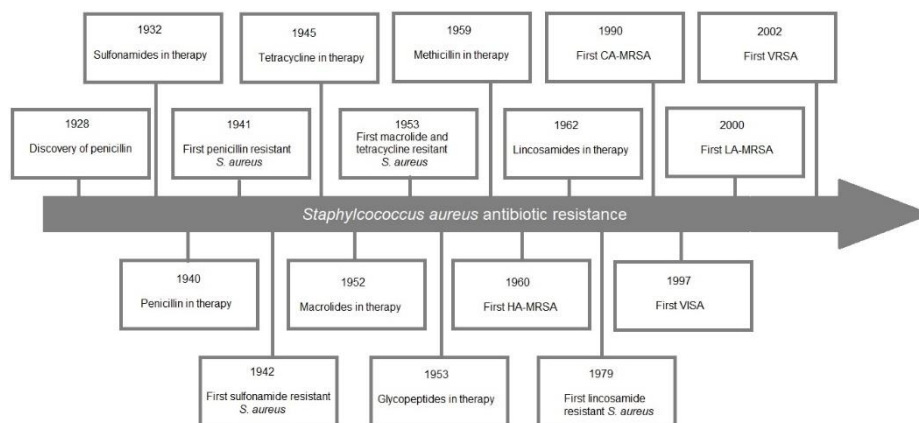 1932
Sulfonamides in therapy
1945
Tetracycline in therapy
1959
Methicillin in therapy
1990
First CA-MRSA
2002
First VRSA
1928
Discovery of penicillin
1941
First penicillin resistant
S. aureus
1953
First macrolide and
tetracycline resitant
S. aureus
1962
Lincosamides in therapy
2000
First LA-MRSA
Staphylcococcus aureus antibiotic resistance
1940
Penicillin in therapy
1952
Macrolides in therapy
1960
First HA-MRSA
1997
First VISA
1942
First sulfonamide resistant
S. aureus
1953
Glycopeptides in therapy
1979
First lincosamide
resistant S. aureus